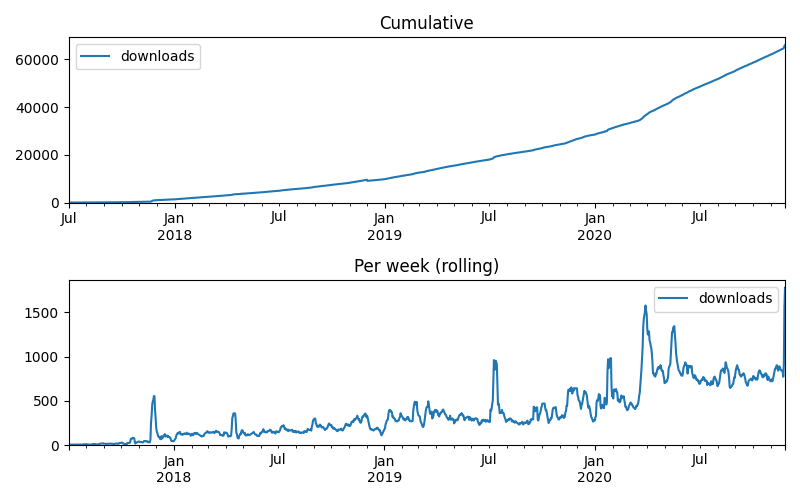 Cumulative
downloads
60000
40000
20000
0
Jul Jan Jul Jan Jul Jan Jul
2018 2019 2020
Per week (rolling)
downloads
1500
1000
500
0
Jan Jul Jan Jul Jan Jul
2018 2019 2020